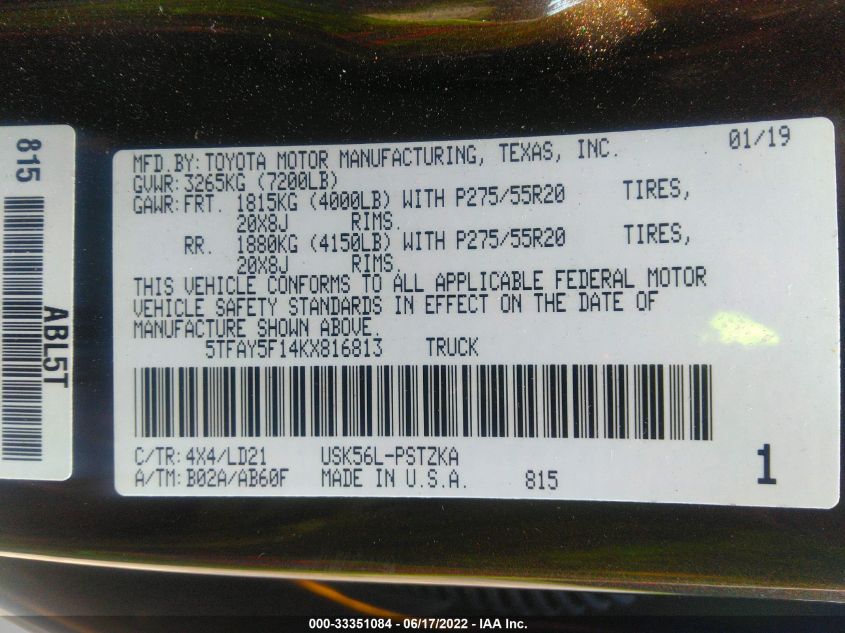 815
ABL5T
MFD.BY:TOYOTA MOTOR MANUFACTURING, TEXAS, INC. 01/19
GVWR:3265KG (7200LB)
GAWR:FRT. 1815KG (4000LB) WITH P275/55R20 TIRES,
20X8J RIMS.
RR. 1880KG (4150LB) WITH P275/55R20 TIRES,
20X8J RIMS.
THIS VEHICLE CONFORMS TO ALL APPLICABLE FEDERAL MOTOR
VEHICLE SAFETY STANDARDS IN EFFECT ON THE DATE OF
MANUFACTURE SHOWN ABOVE.
5TFAY5F14KX816813 TRUCK
C/TR:4X4/LD21 USK56L-PSTZKA
A/TM:B02A/AB60F MADE IN U.S.A. 815 1
000-33351084 - 06/17/2022 - IAA Inc.